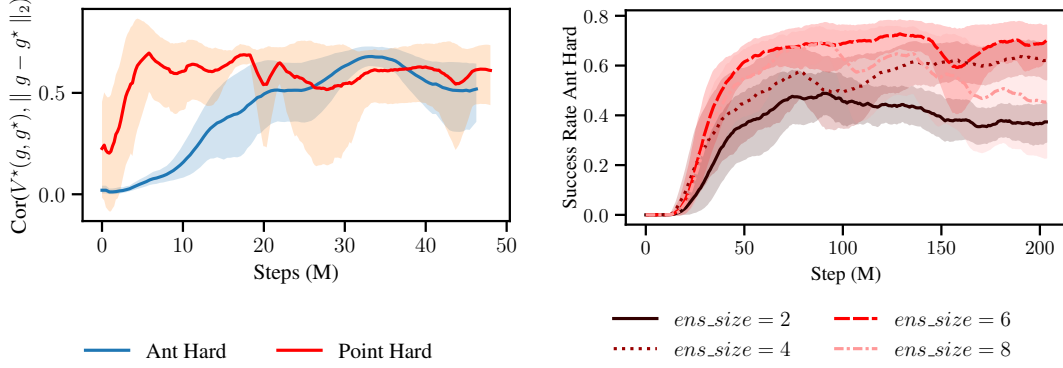 Cor(V*(g, g*), ∥ g − g* ∥₂)
0.5
0.0
0
10
20
30
40
50
Steps (M)
Ant Hard
Point Hard
Success Rate Ant Hard
0.8
0.6
0.4
0.2
0.0
0
50
100
150
200
Step (M)
ens_size = 2
ens_size = 6
ens_size = 4
ens_size = 8